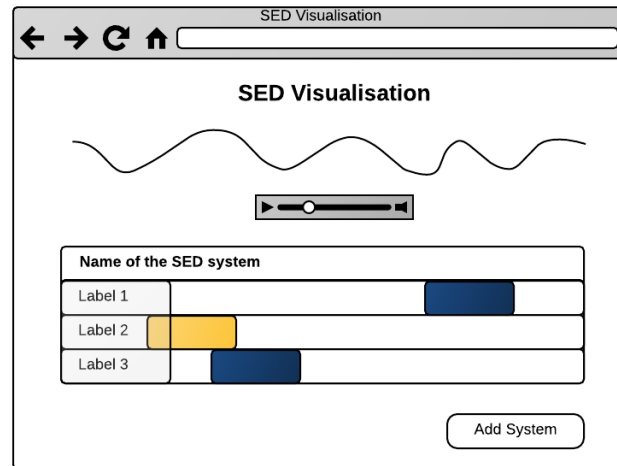 SED Visualisation
SED Visualisation
Name of the SED system
Label 1
Label 2
Label 3
Add System